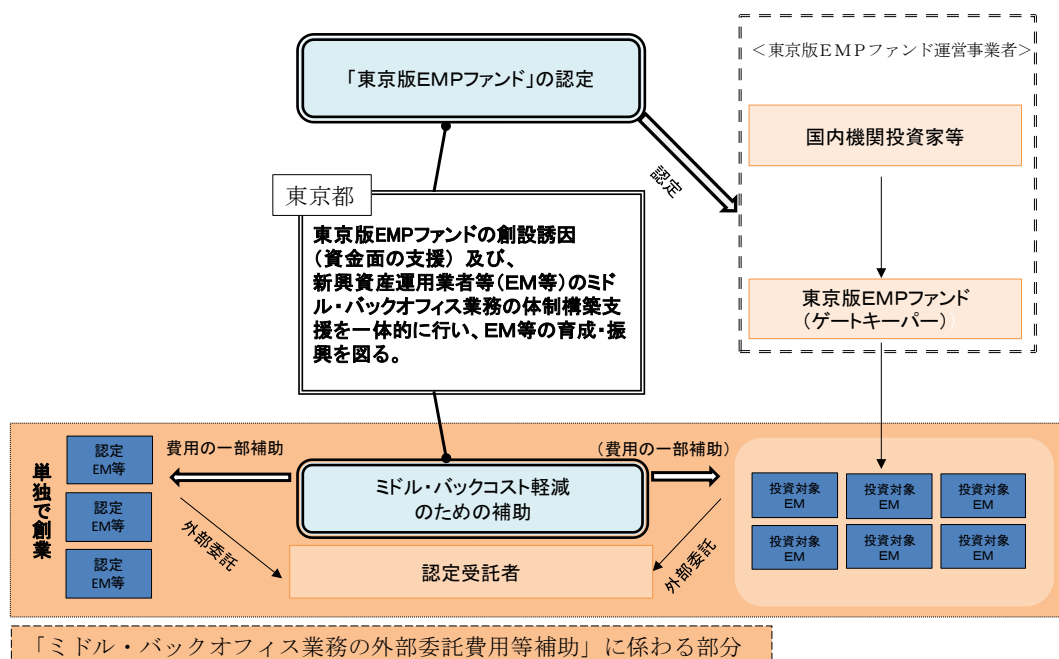 「東京版EMPファンド」の認定
＜東京版ＥＭＰファンド運営事業者＞
国内機関投資家等
認定
東京都
東京版EMPファンドの創設誘因
（資金面の支援） 及び、
新興資産運用業者等（EM等）のミド
ル・バックオフィス業務の体制構築支
援を一体的に行い、EM等の育成・振
興を図る。
東京版EMPファンド
（ゲートキーパー）
単独で創業
認定
EM等
認定
EM等
認定
EM等
費用の一部補助
外部委託
ミドル・バックコスト軽減
のための補助
（費用の一部補助）
外部委託
認定受託者
投資対象
EM
投資対象
EM
投資対象
EM
投資対象
EM
投資対象
EM
投資対象
EM
「ミドル・バックオフィス業務の外部委託費用等補助」に係わる部分